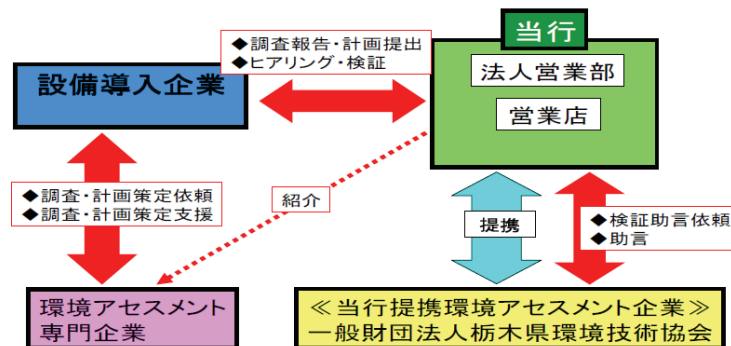 当行
◆調査報告・計画提出
◆ヒアリング・検証
設備導入企業
法人営業部
営業店
◆調査・計画策定依頼
◆調査・計画策定支援
紹介
提携
◆検証助言依頼
◆助言
環境アセスメント
専門企業
≪当行提携環境アセスメント企業≫
一般財団法人栃木県環境技術協会